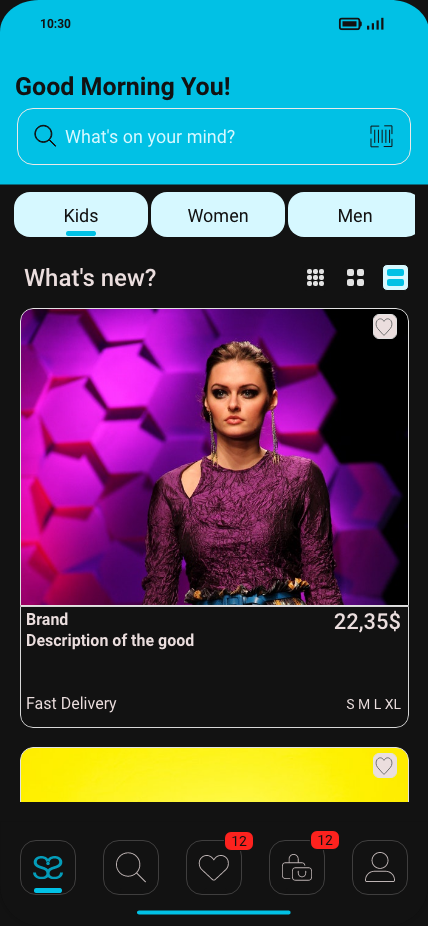 10:30
Good Morning You!
What's on your mind?
Kids
Women
Men
What's new?
Brand
22,35$
Description of the good
Fast Delivery
S M L XL
12
12